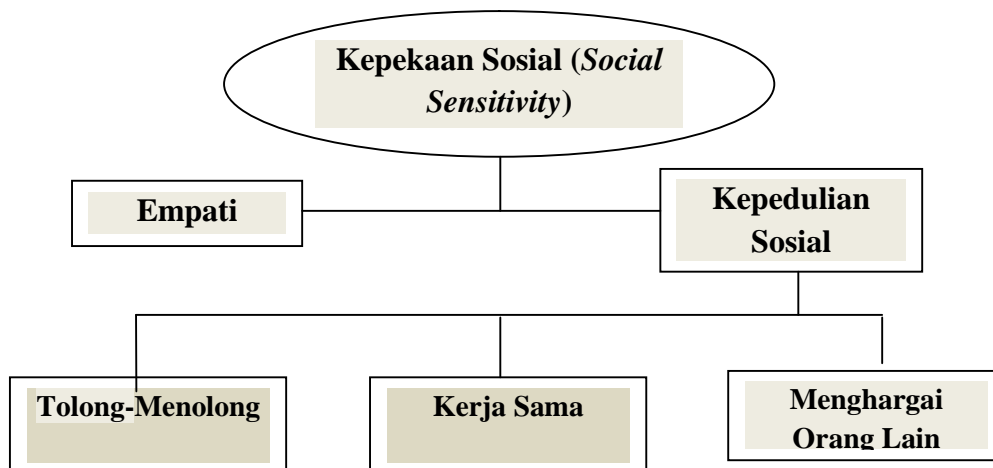 Kepekaan Sosial (Social
Sensitivity)
Empati
Kepedulian
Sosial
Tolong-Menolong
Kerja Sama
Menghargai
Orang Lain